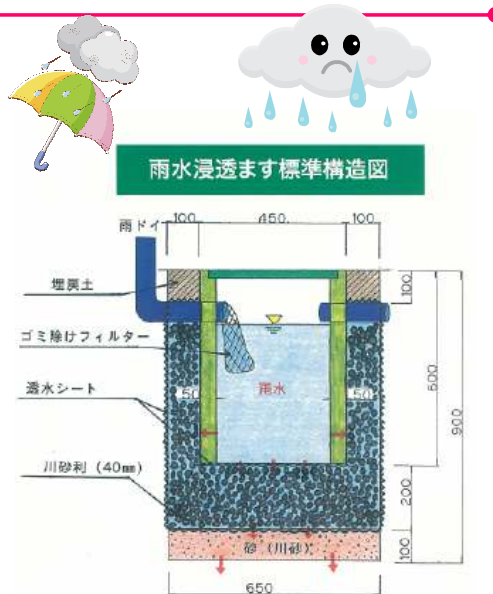 雨水浸透ます標準構造図
100 450 100
雨ドイ
埋戻土
100
ゴミ除けフィルター
透水シート
50 雨水 50
600
900
川砂利（40㎜）
200
砂（川砂）
100
650